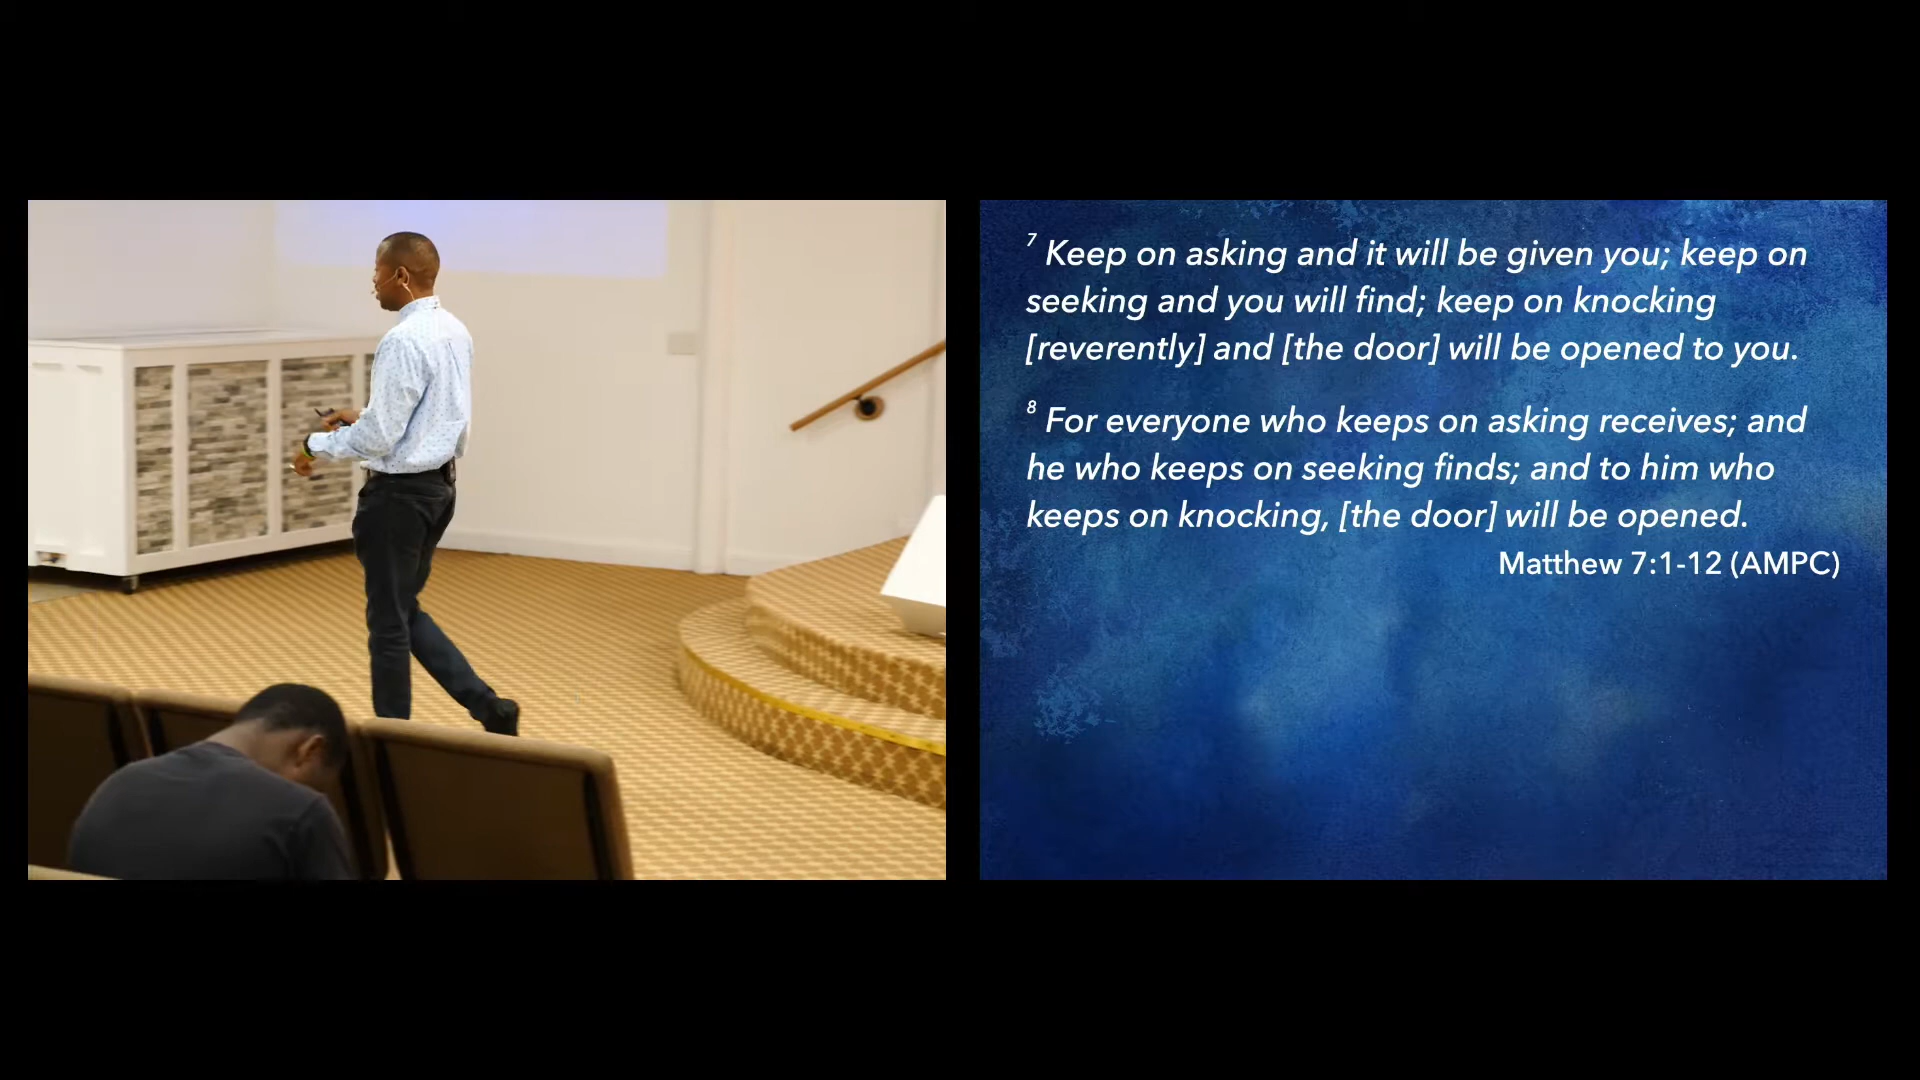 7 Keep on asking and it will be given you; keep on
seeking and you will find; keep on knocking
[reverently] and [the door] will be opened to you.
8 For everyone who keeps on asking receives; and
he who keeps on seeking finds; and to him who
keeps on knocking, [the door] will be opened.
Matthew 7:1-12 (AMPC)